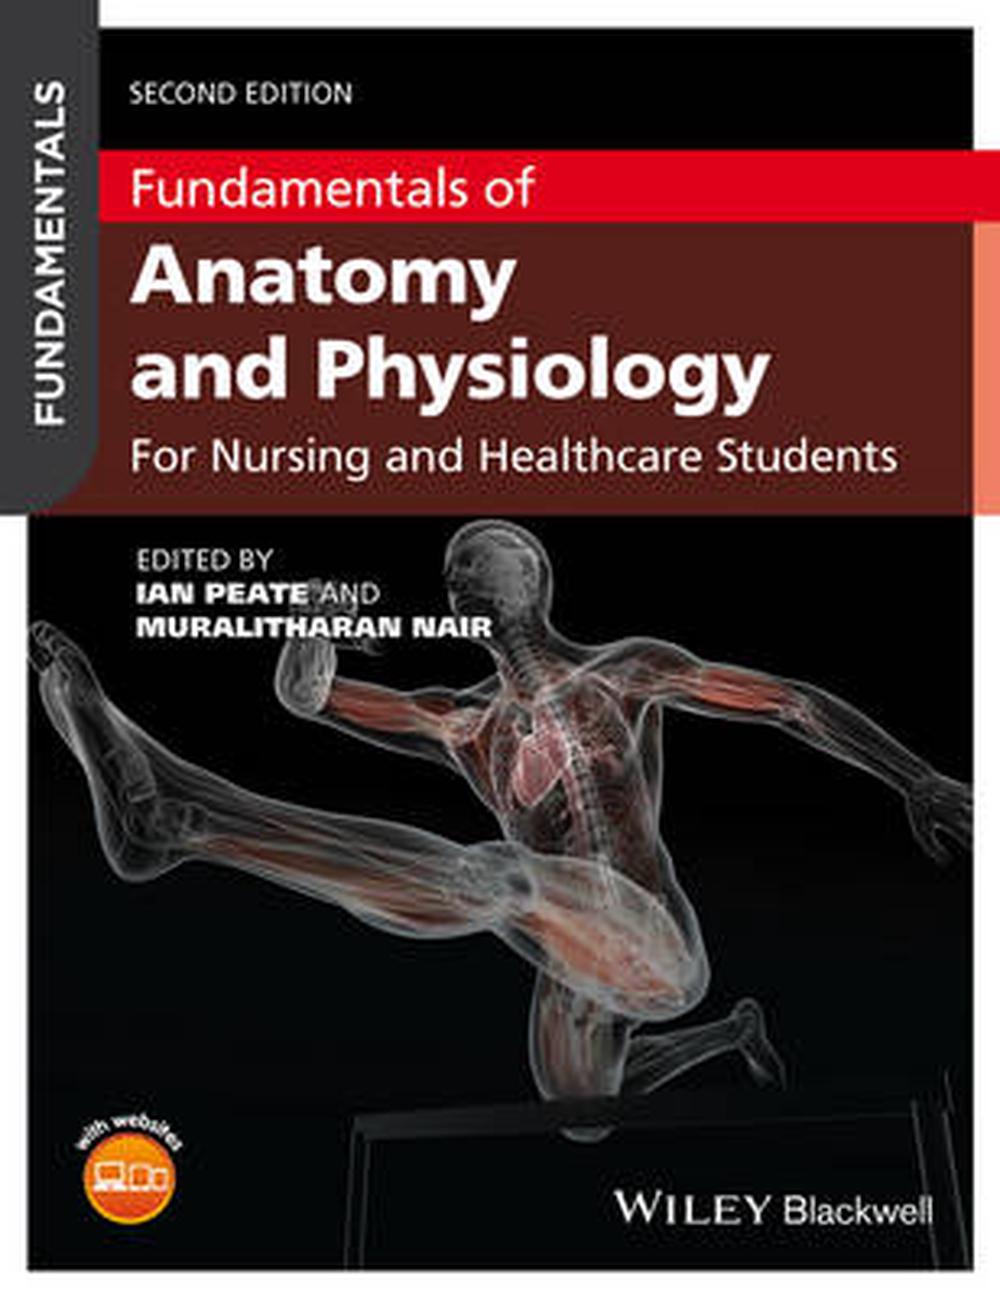 FUNDAMENTALS
SECOND EDITION
Fundamentals of
Anatomy
and Physiology
For Nursing and Healthcare Students
EDITED BY
IAN PEATE AND
MURALITHARAN NAIR
with websites
WILEY Blackwell